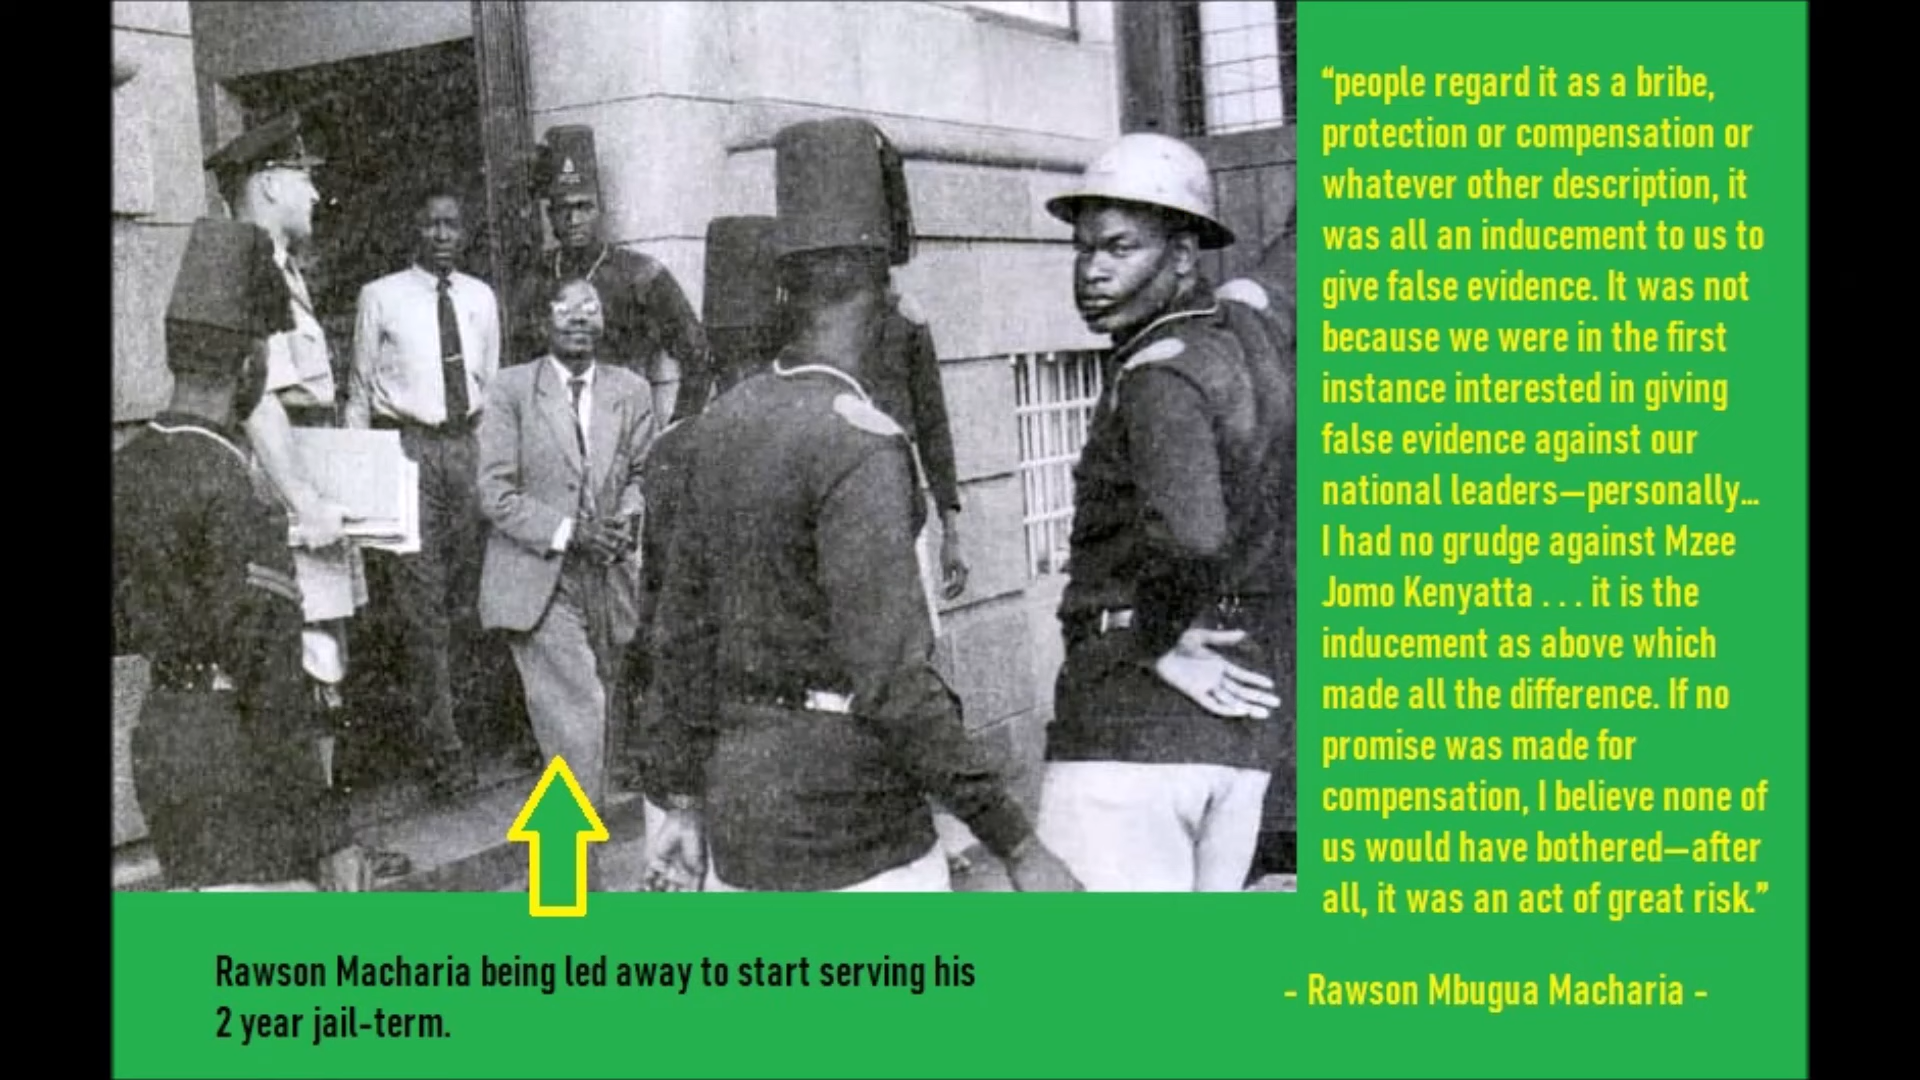 “people regard it as a bribe,
protection or compensation or
whatever other description, it
was all an inducement to us to
give false evidence. It was not
because we were in the first
instance interested in giving
false evidence against our
national leaders—personally...
I had no grudge against Mzee
Jomo Kenyatta . . . it is the
inducement as above which
made all the difference. If no
promise was made for
compensation, I believe none of
us would have bothered—after
all, it was an act of great risk.”
- Rawson Mbugua Macharia -
Rawson Macharia being led away to start serving his
2 year jail-term.